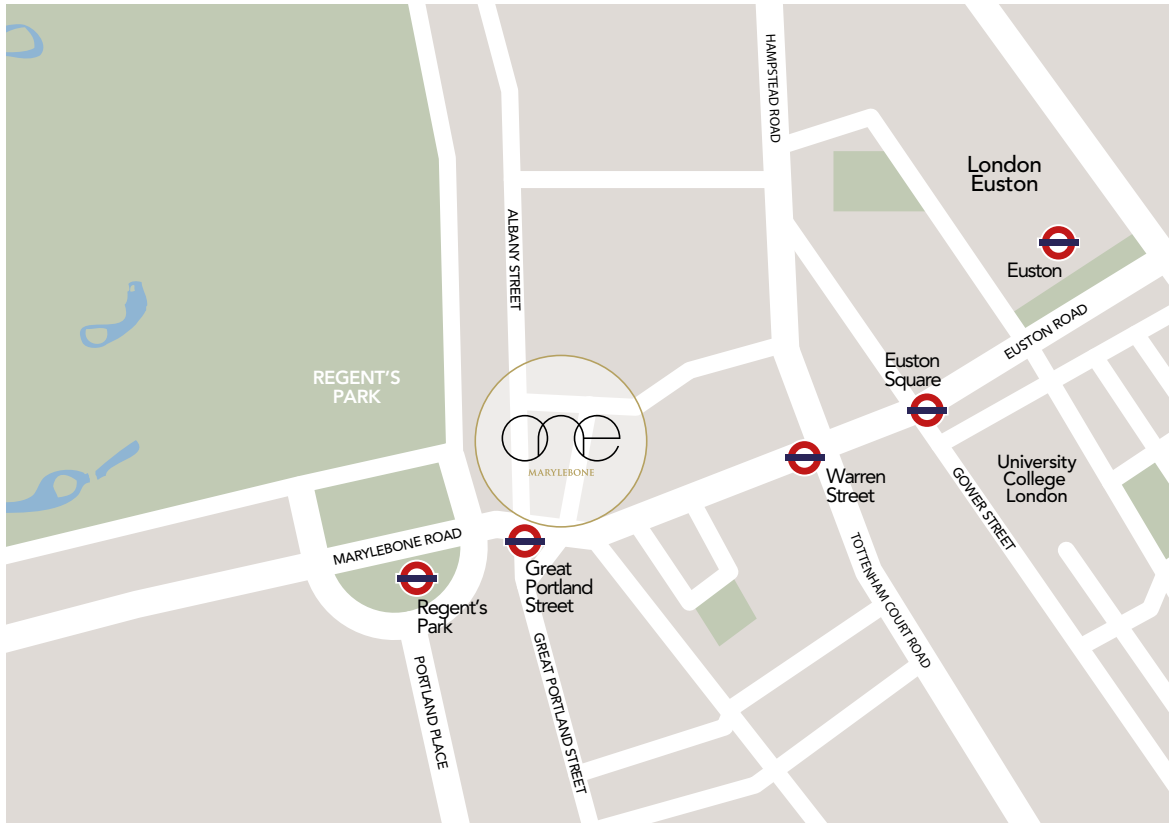 HAMPSTEAD ROAD
London
Euston
ALBANY STREET
Euston
EUSTON ROAD
REGENT'S
PARK
Euston
Square
one
MARYLEBONE
University
College
London
Warren
Street
GOWER STREET
MARYLEBONE ROAD
Great
Portland
Street
TOTTENHAM COURT ROAD
Regent's
Park
GREAT PORTLAND STREET
PORTLAND PLACE